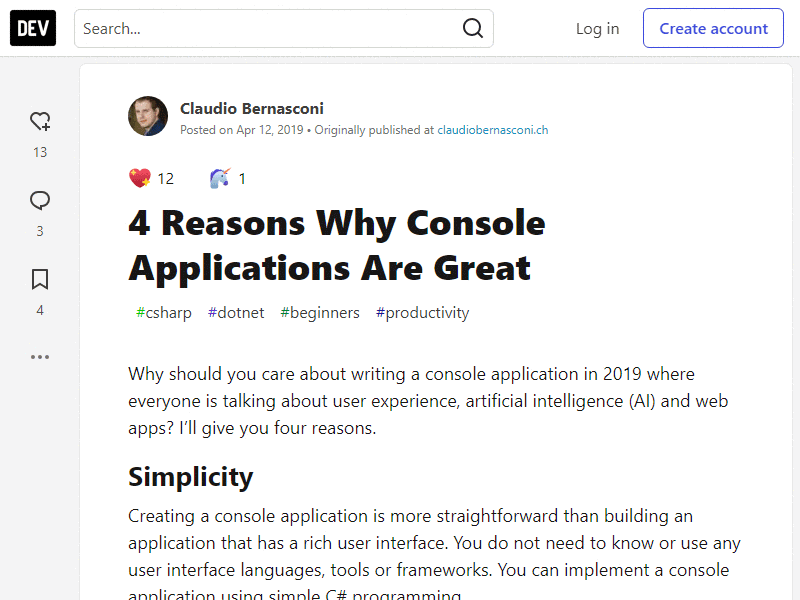 DEV
Search...
Log in
Create account
Claudio Bernasconi
Posted on Apr 12, 2019 • Originally published at claudiobernasconi.ch
13
3
4
12
1
4 Reasons Why Console
Applications Are Great
#csharp #dotnet #beginners #productivity
Why should you care about writing a console application in 2019 where
everyone is talking about user experience, artificial intelligence (AI) and web
apps? I’ll give you four reasons.
Simplicity
Creating a console application is more straightforward than building an
application that has a rich user interface. You do not need to know or use any
user interface languages, tools or frameworks. You can implement a console
application using simple C# programming.